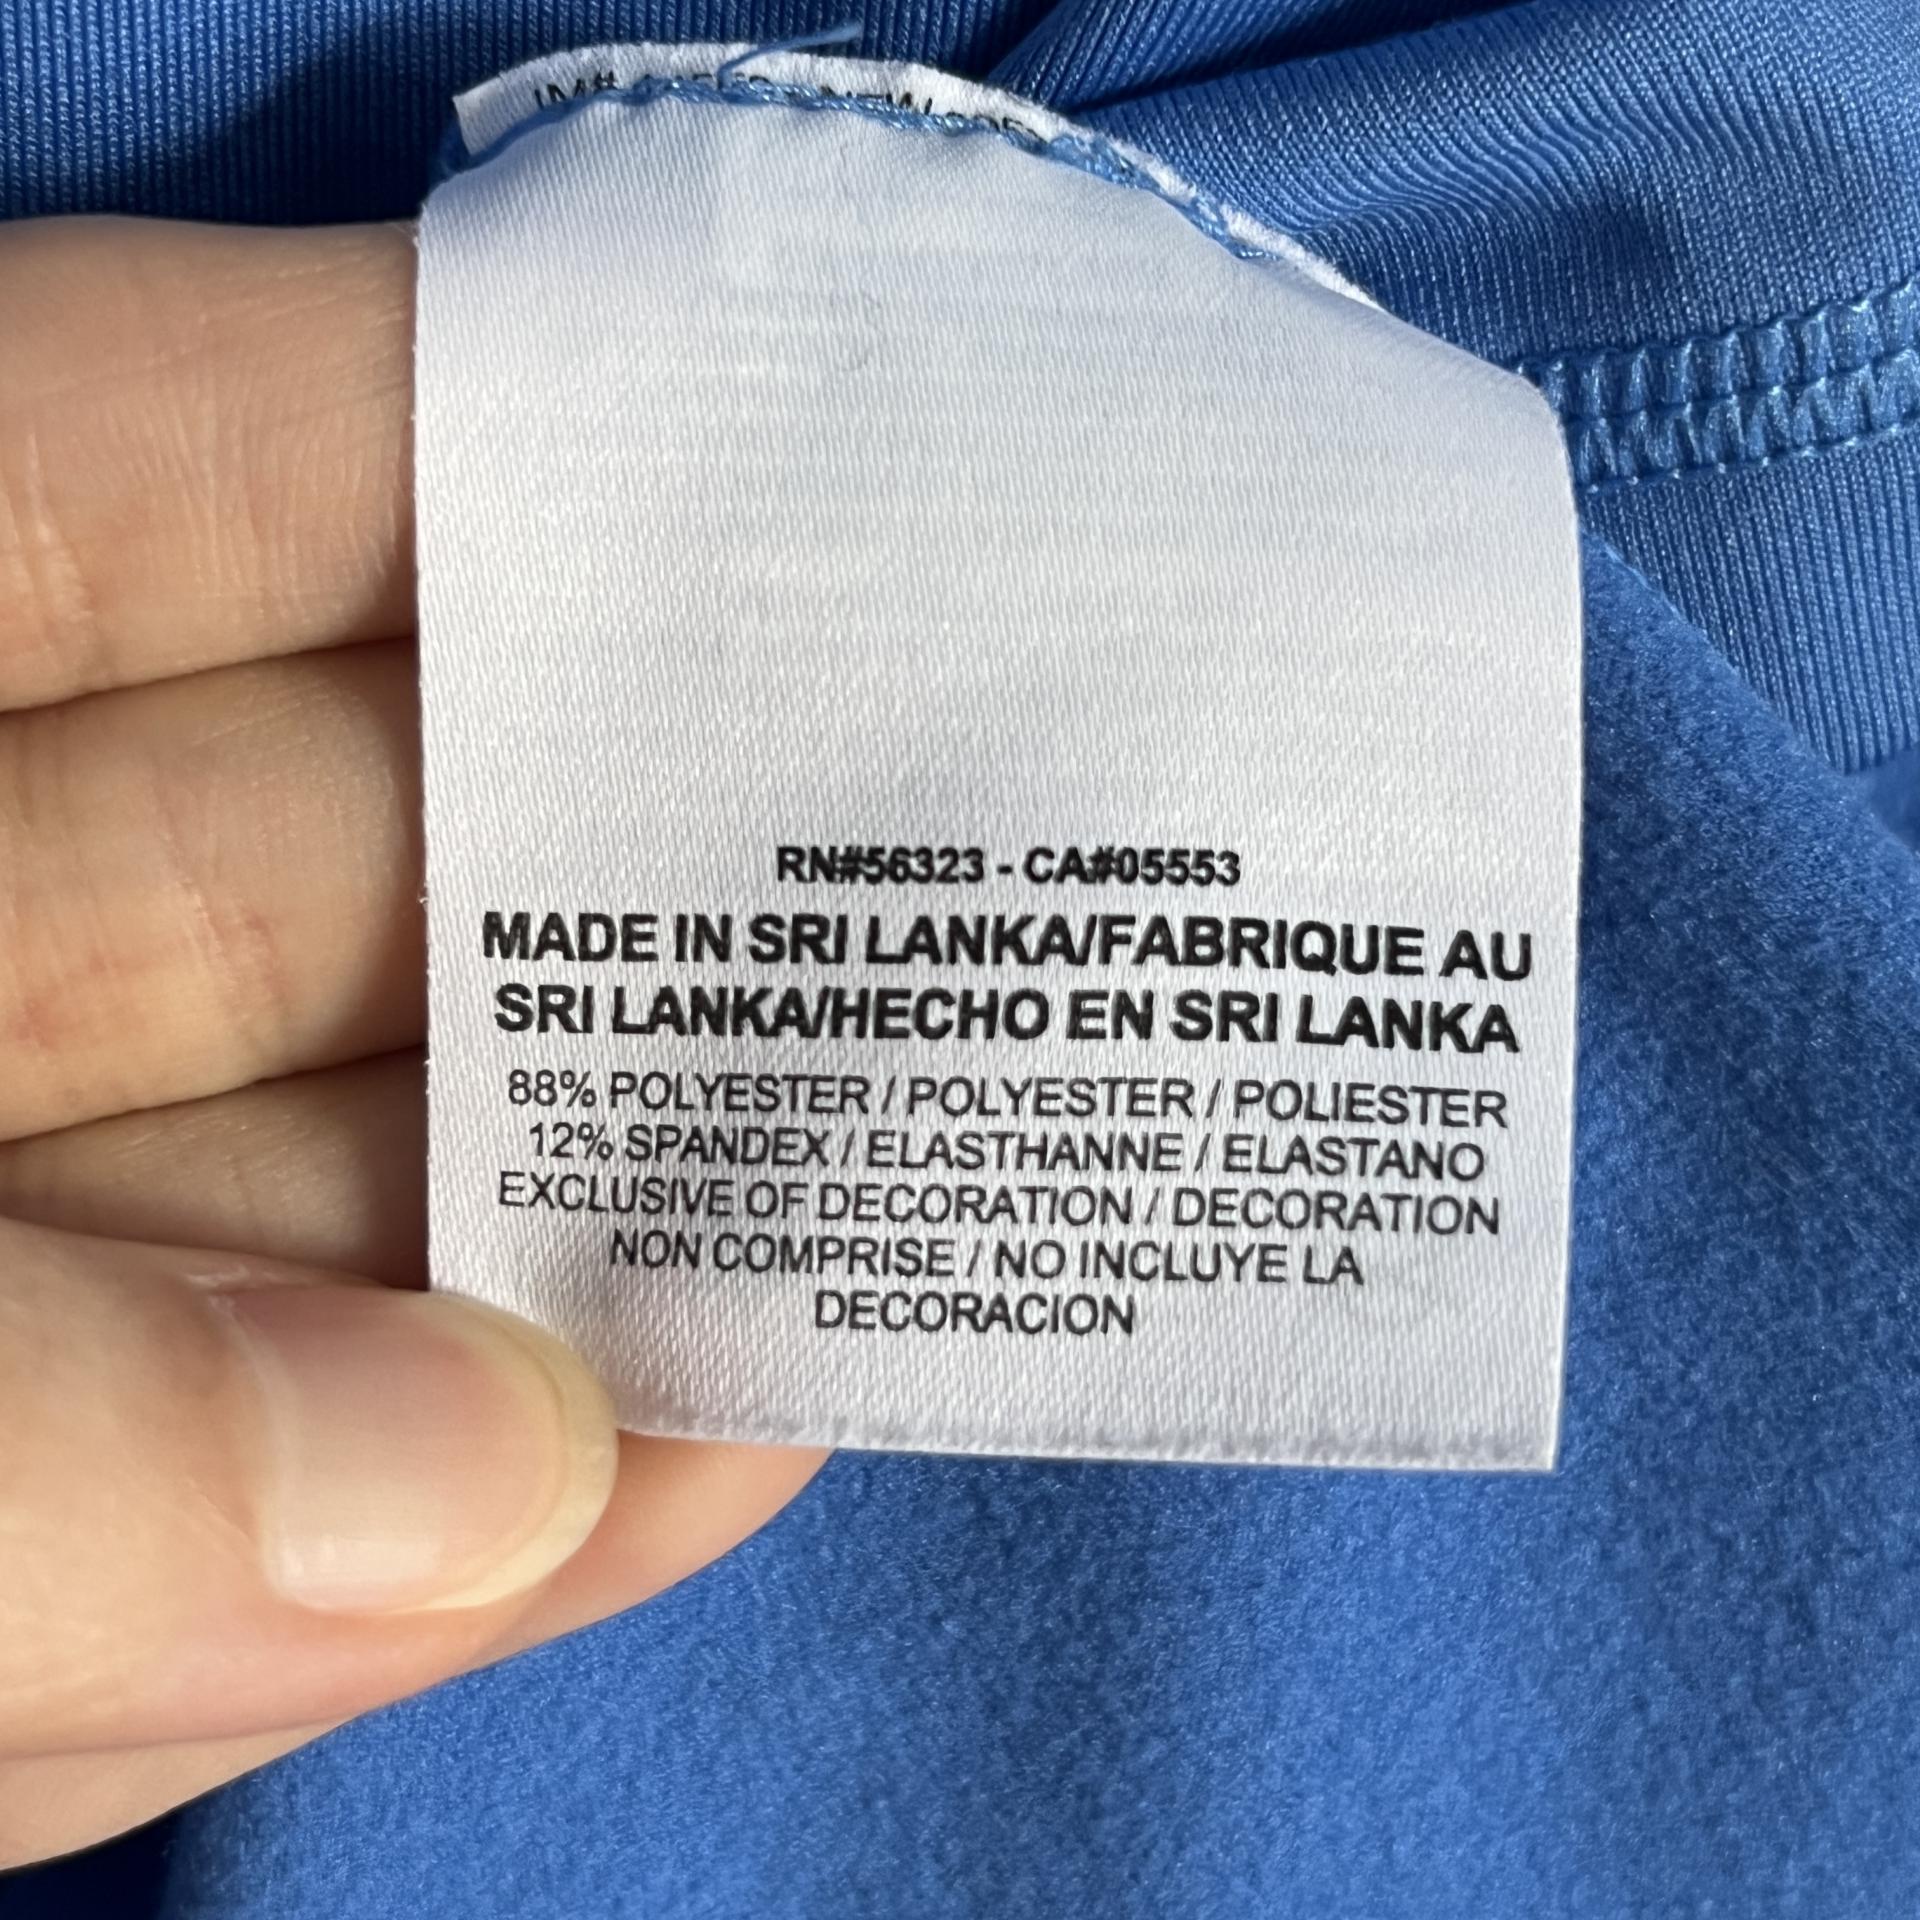 RN#56323 - CA#05553
MADE IN SRI LANKA/FABRIQUE AU
SRI LANKA/HECHO EN SRI LANKA
88% POLYESTER / POLYESTER / POLIESTER
12% SPANDEX / ELASTHANNE / ELASTANO
EXCLUSIVE OF DECORATION / DECORATION
NON COMPRISE / NO INCLUYE LA
DECORACION